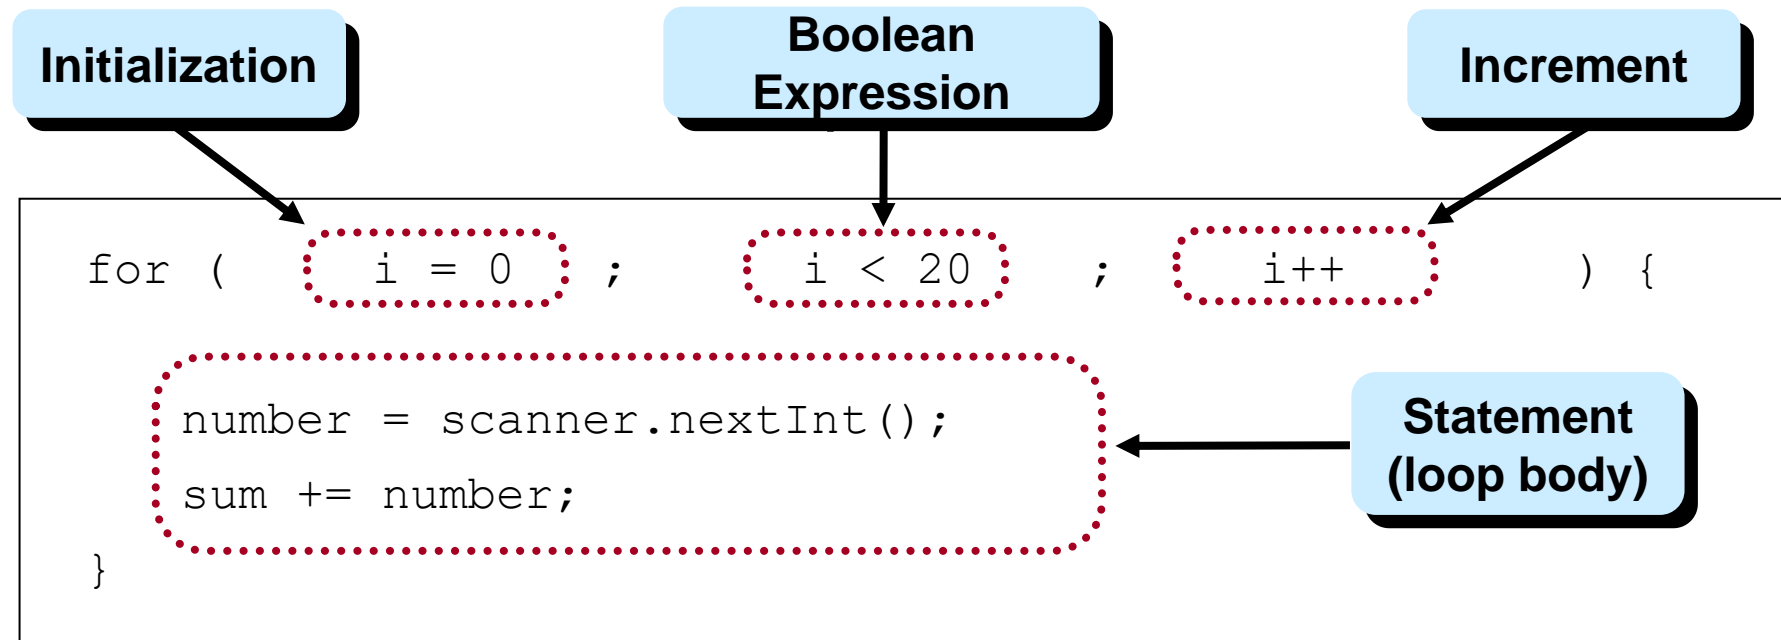 Initialization
Boolean
Expression
Increment
for ( i = 0 ; i < 20 ; i++ ) {
number = scanner.nextInt();
sum += number;
Statement
(loop body)
}